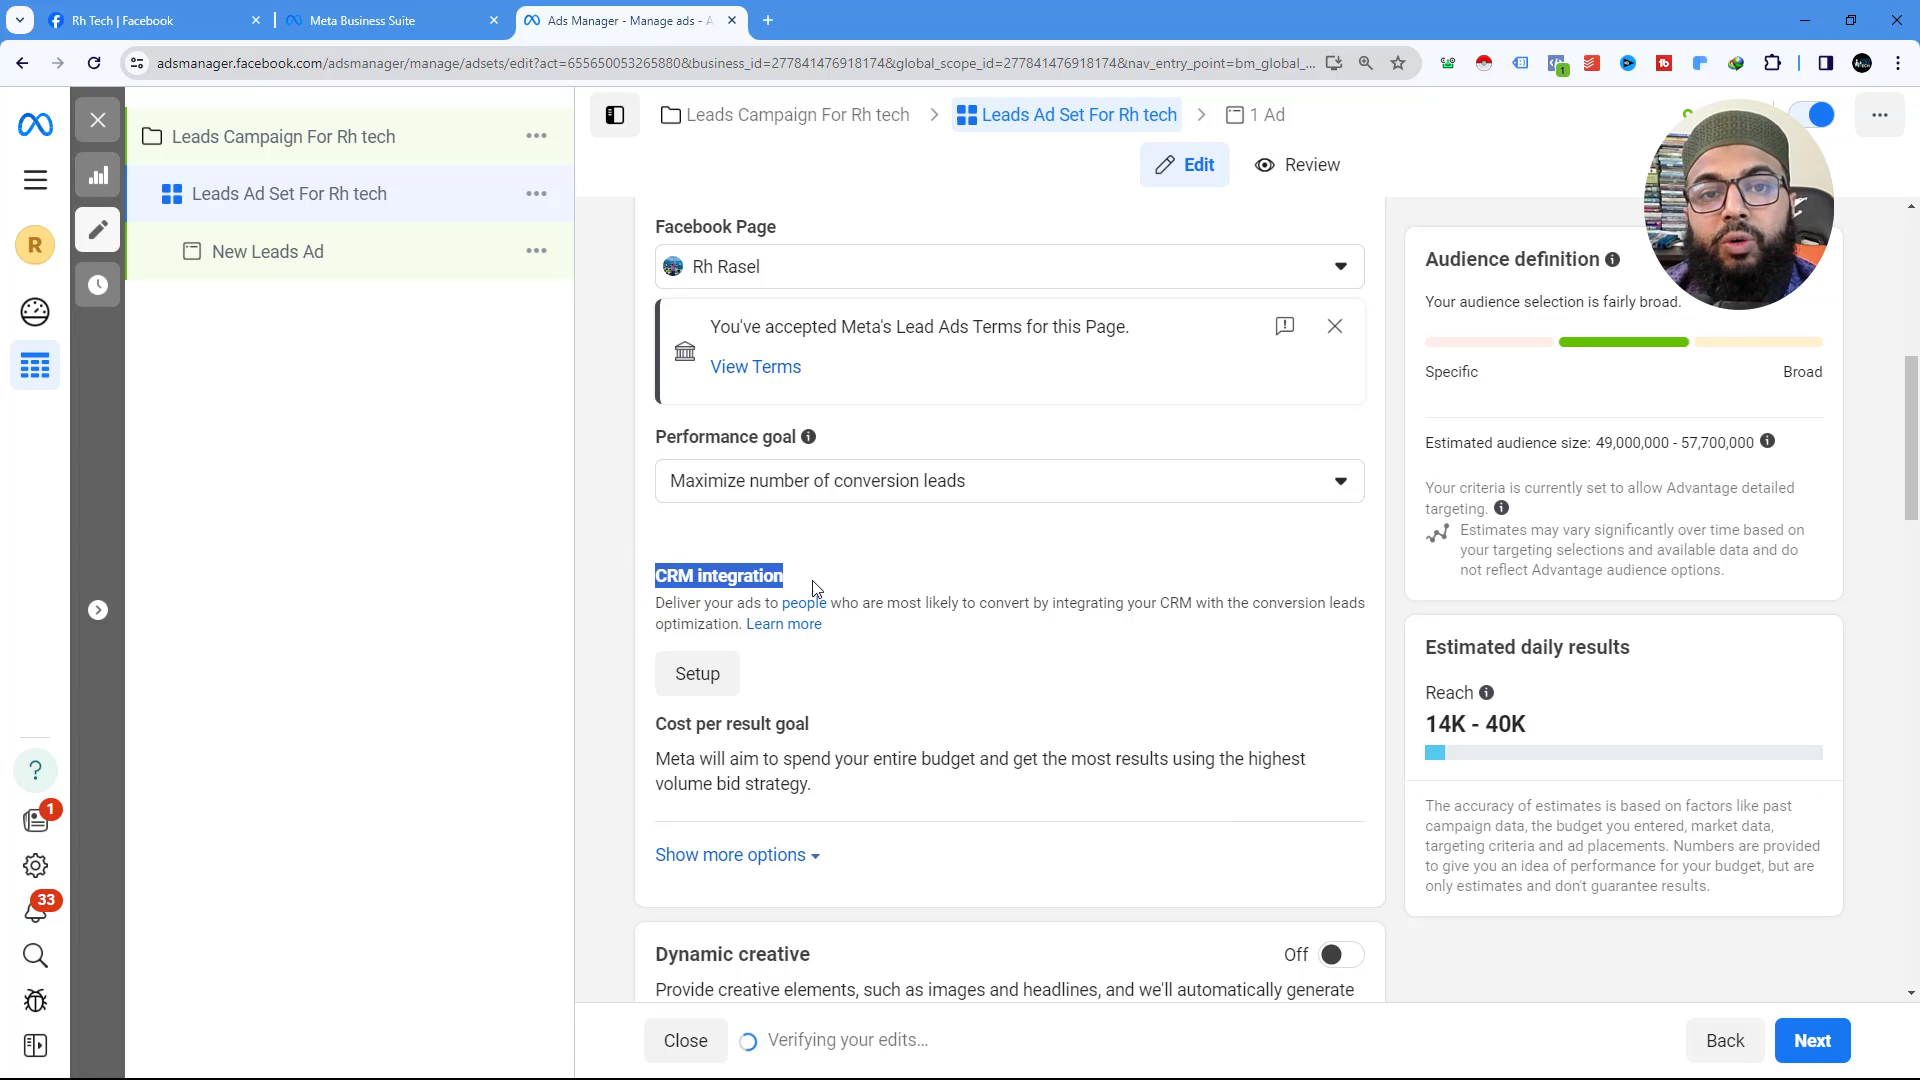 Rh Tech | Facebook
Meta Business Suite
Ads Manager - Manage ads - A
adsmanager.facebook.com/adsmanager/manage/adsets/edit?act=655650053265880&business_id=277841476918174&global_scope_id=277841476918174&nav_entry_point=bm_global_...
1
Leads Campaign For Rh tech
Leads Ad Set For Rh tech
New Leads Ad
R
?
1
33
Leads Campaign For Rh tech
Leads Ad Set For Rh tech
1 Ad
Edit
Review
Facebook Page
Rh Rasel
You've accepted Meta's Lead Ads Terms for this Page.
View Terms
Performance goal
Maximize number of conversion leads
CRM integration
Deliver your ads to people who are most likely to convert by integrating your CRM with the conversion leads
optimization. Learn more
Setup
Cost per result goal
Meta will aim to spend your entire budget and get the most results using the highest
volume bid strategy.
Show more options
Dynamic creative
Off
Provide creative elements, such as images and headlines, and we'll automatically generate
Close
Verifying your edits...
Back
Next
Audience definition
Your audience selection is fairly broad.
Specific
Broad
Estimated audience size: 49,000,000 - 57,700,000
Your criteria is currently set to allow Advantage detailed
targeting.
Estimates may vary significantly over time based on
your targeting selections and available data and do
not reflect Advantage audience options.
Estimated daily results
Reach
14K - 40K
The accuracy of estimates is based on factors like past
campaign data, the budget you entered, market data,
targeting criteria and ad placements. Numbers are provided
to give you an idea of performance for your budget, but are
only estimates and don't guarantee results.